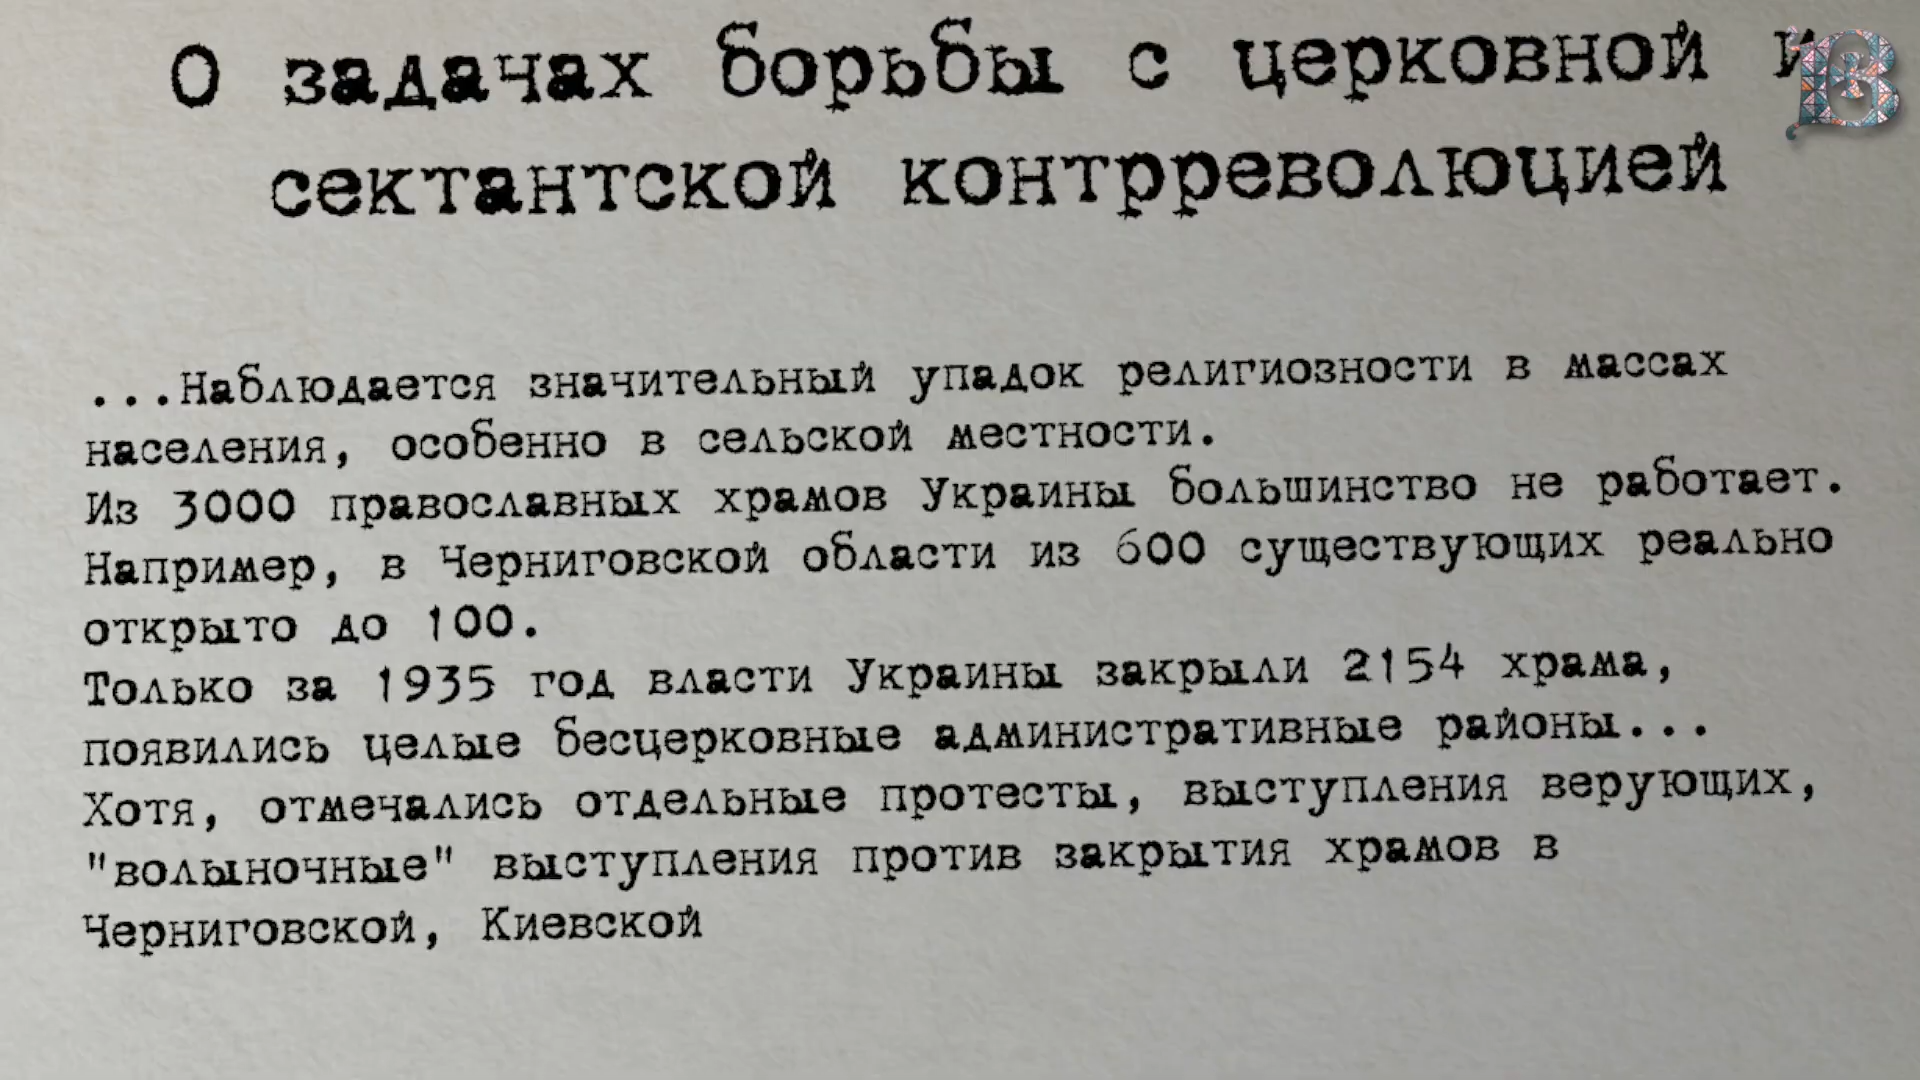 О задачах борьбы с церковной и
сектантской контрреволюцией
...Наблюдается значительный упадок религиозности в массах
населения, особенно в сельской местности.
Из 3000 православных храмов Украины большинство не работает.
Например, в Черниговской области из 600 существующих реально
открыто до 100.
Только за 1935 год власти Украины закрыли 2154 храма,
появились целые бесцерковные административные районы...
Хотя, отмечались отдельные протесты, выступления верующих,
"волыночные" выступления против закрытия храмов в
Черниговской, Киевской